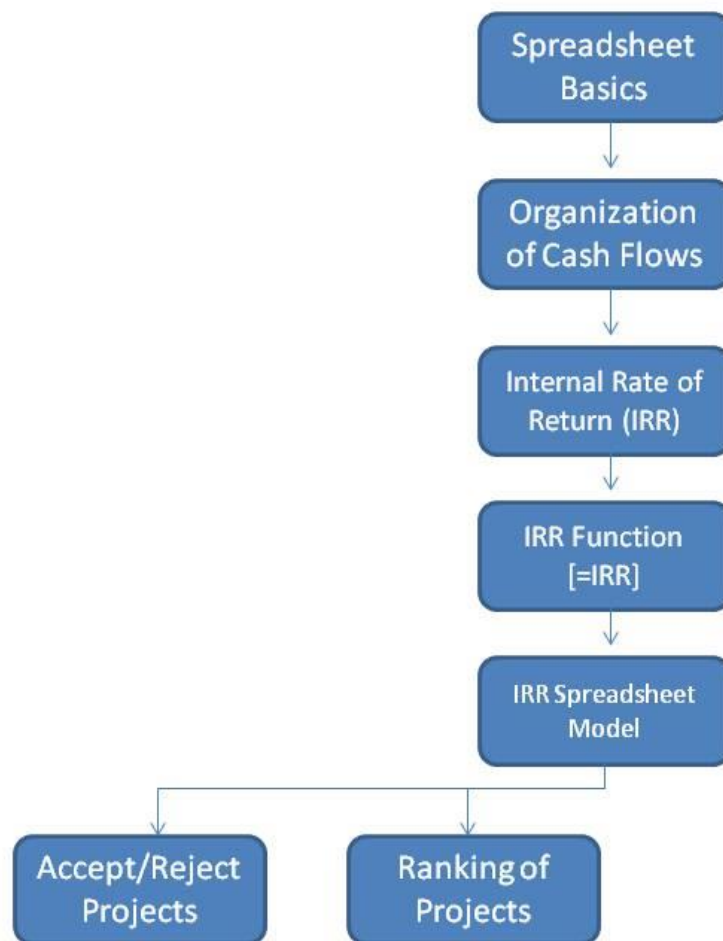 Spreadsheet
Basics
Organization
of Cash Flows
Internal Rate of
Return (IRR)
IRR Function
[=IRR]
IRR Spreadsheet
Model
Accept/Reject
Projects
Ranking of
Projects